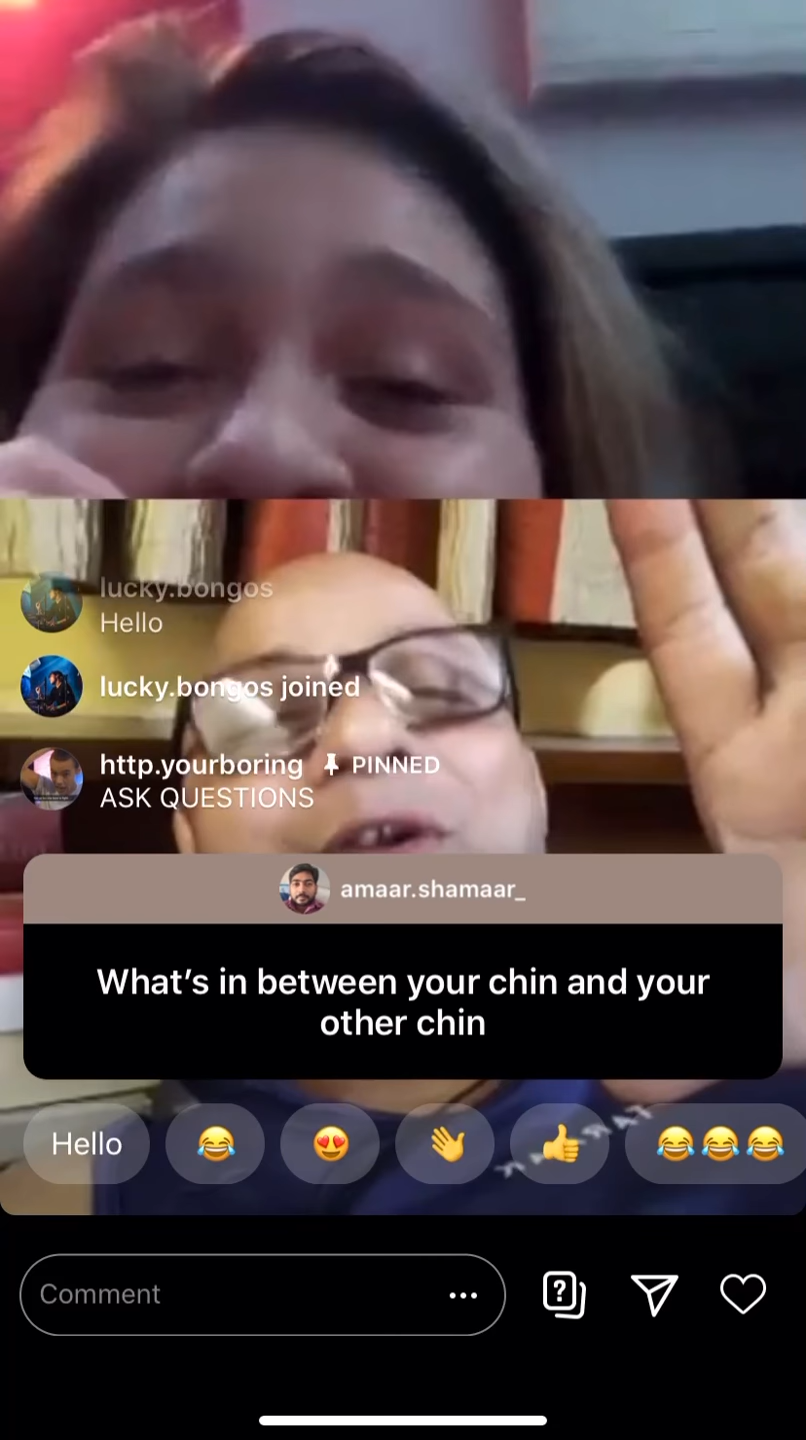 lucky.bongos
Hello
lucky.bongos joined
http.yourboring PINNED
ASK QUESTIONS
amaar.shamaar_
What’s in between your chin and your
other chin
Hello
Comment